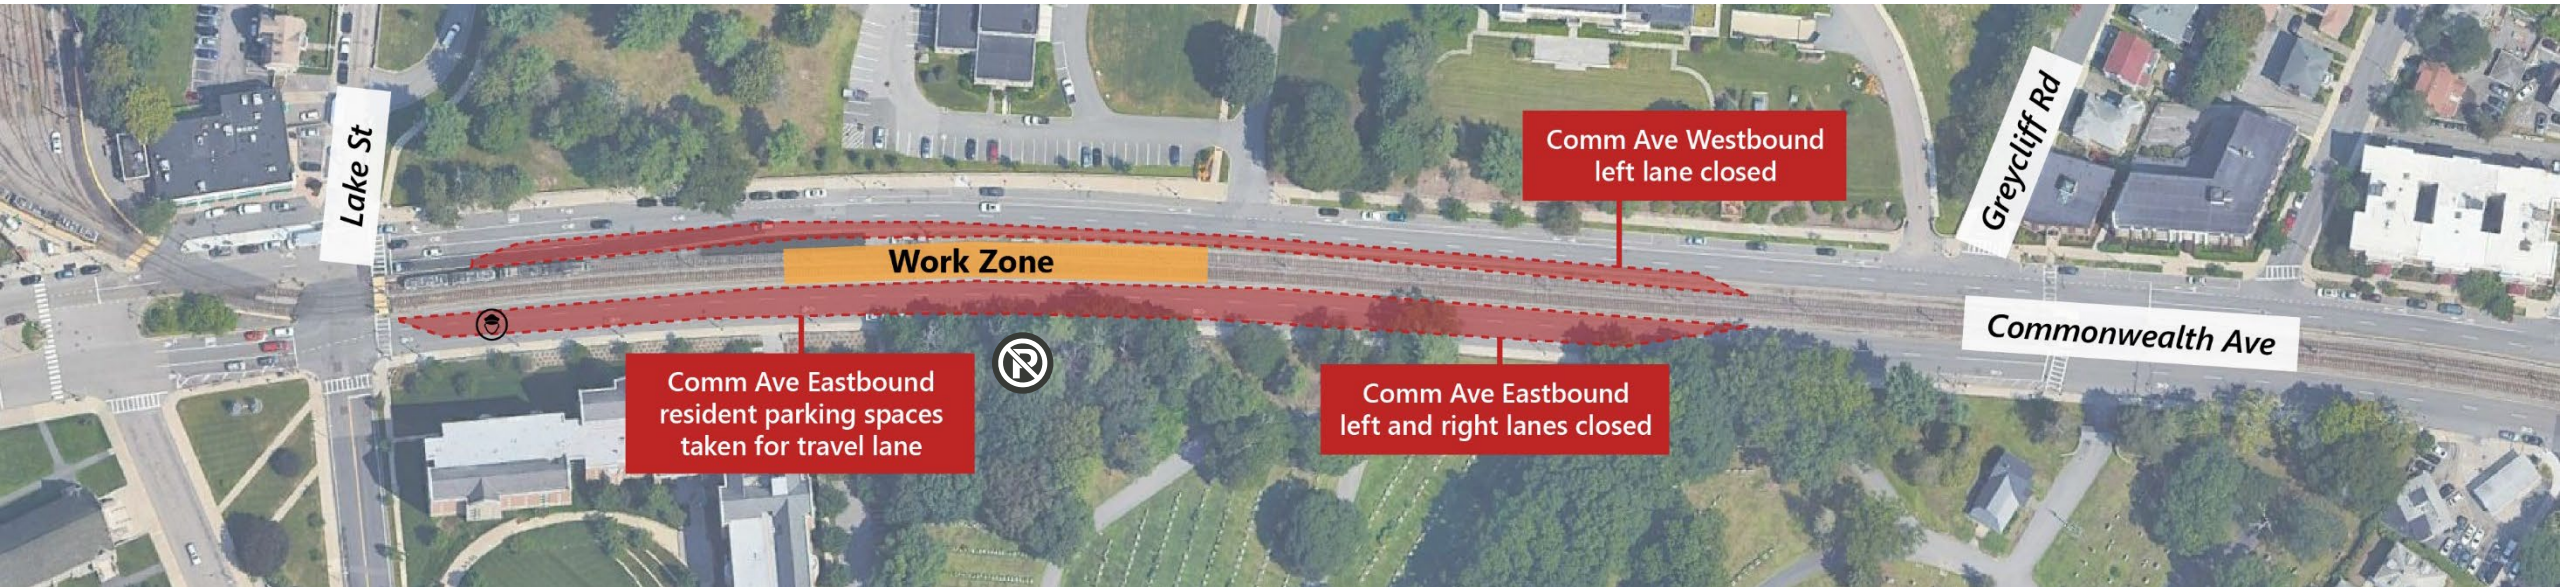 Lake St
Greycliff Rd
Comm Ave Westbound
left lane closed
Work Zone
Commonwealth Ave
Comm Ave Eastbound
resident parking spaces
taken for travel lane
P
Comm Ave Eastbound
left and right lanes closed